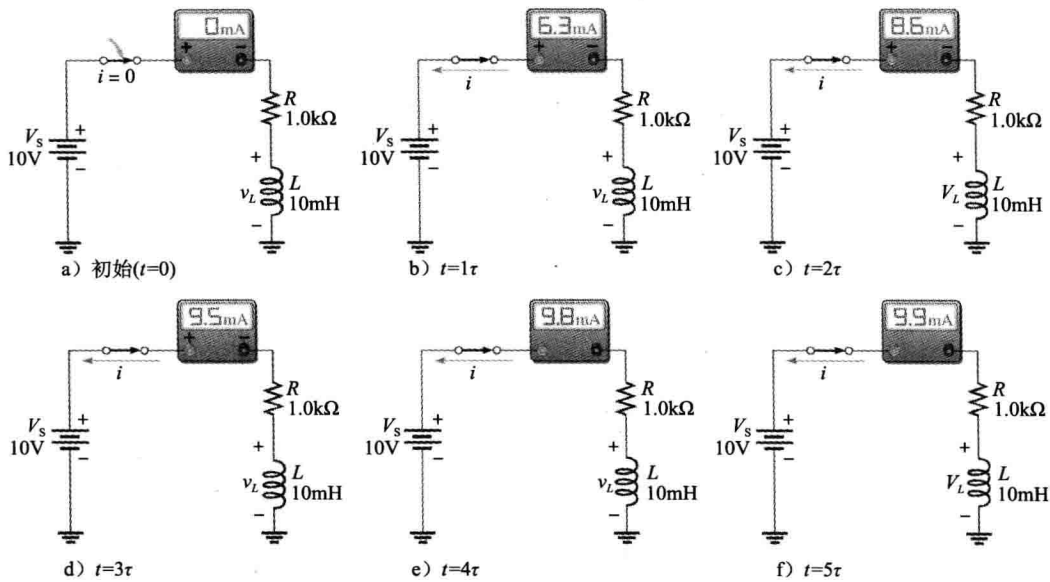 0mA
+ −
i = 0
R
1.0kΩ
V_S +
10V −
+
v_L L
10mH
−
a）初始(t=0)
6.3mA
+ −
i
R
1.0kΩ
V_S +
10V −
+
v_L L
10mH
−
b）t=1τ
8.6mA
+ −
i
R
1.0kΩ
V_S +
10V −
+
V_L L
10mH
−
c）t=2τ
9.5mA
+ −
i
R
1.0kΩ
V_S +
10V −
+
v_L L
10mH
−
d）t=3τ
9.8mA
i
R
1.0kΩ
V_S +
10V −
+
v_L L
10mH
−
e）t=4τ
9.9mA
i
R
1.0kΩ
V_S +
10V −
+
V_L L
10mH
−
f）t=5τ